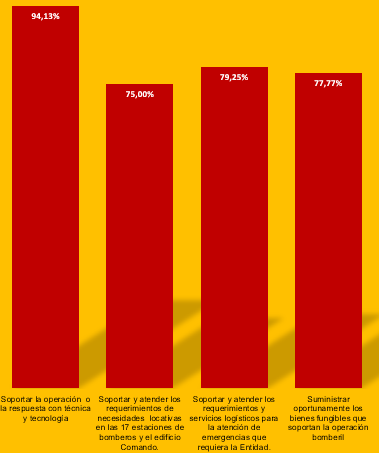 94,13%
75,00%
79,25%
77,77%
Soportar la operación o
la respuesta con técnica
y tecnología
Soportar y atender los
requerimientos de
necesidades locativas
en las 17 estaciones de
bomberos y el edificio
Comando.
Soportar y atender los
requerimientos y
servicios logísticos para
la atención de
emergencias que
requiera la Entidad.
Suministrar
oportunamente los
bienes fungibles que
soportan la operación
bomberil